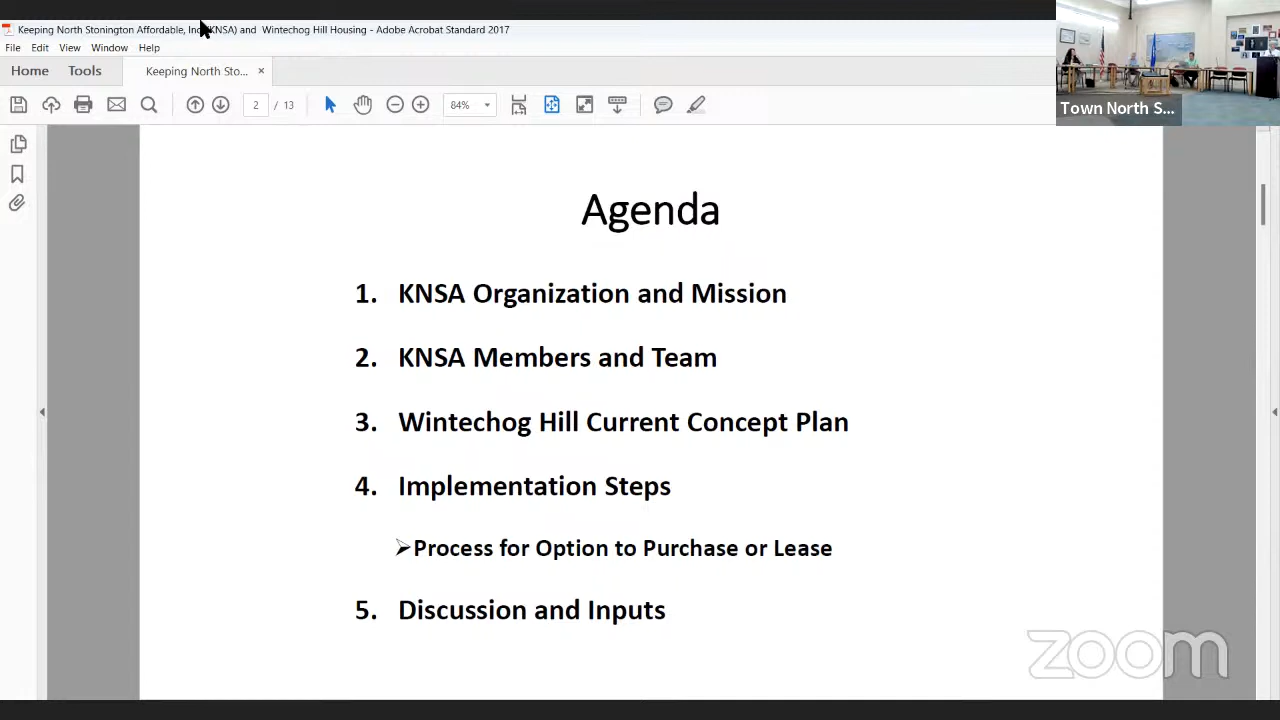 Keeping North Stonington Affordable, Inc (KNSA) and Wintechog Hill Housing - Adobe Acrobat Standard 2017
File Edit View Window Help
Home Tools Keeping North Sto... ×
2 / 13 84%
Town North S...
Agenda
1. KNSA Organization and Mission
2. KNSA Members and Team
3. Wintechog Hill Current Concept Plan
4. Implementation Steps
➢Process for Option to Purchase or Lease
5. Discussion and Inputs
zoom